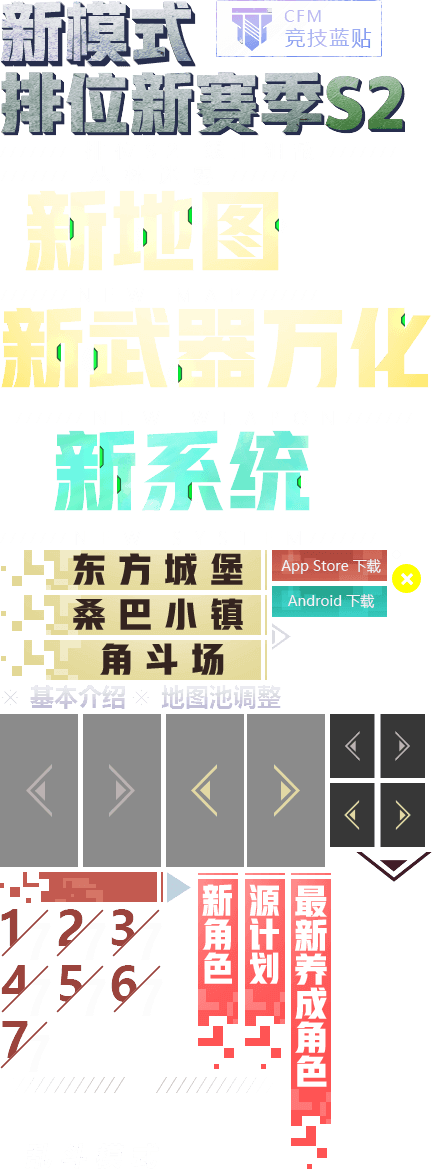 新模式
CFM
竞技蓝贴
排位新赛季S2
新地图
新武器万化
新系统
东方城堡
App Store 下载
桑巴小镇
Android 下载
角斗场
※ 基本介绍 ※ 地图池调整
1 2 3
4 5 6
7
新角色
源计划
最新养成角色